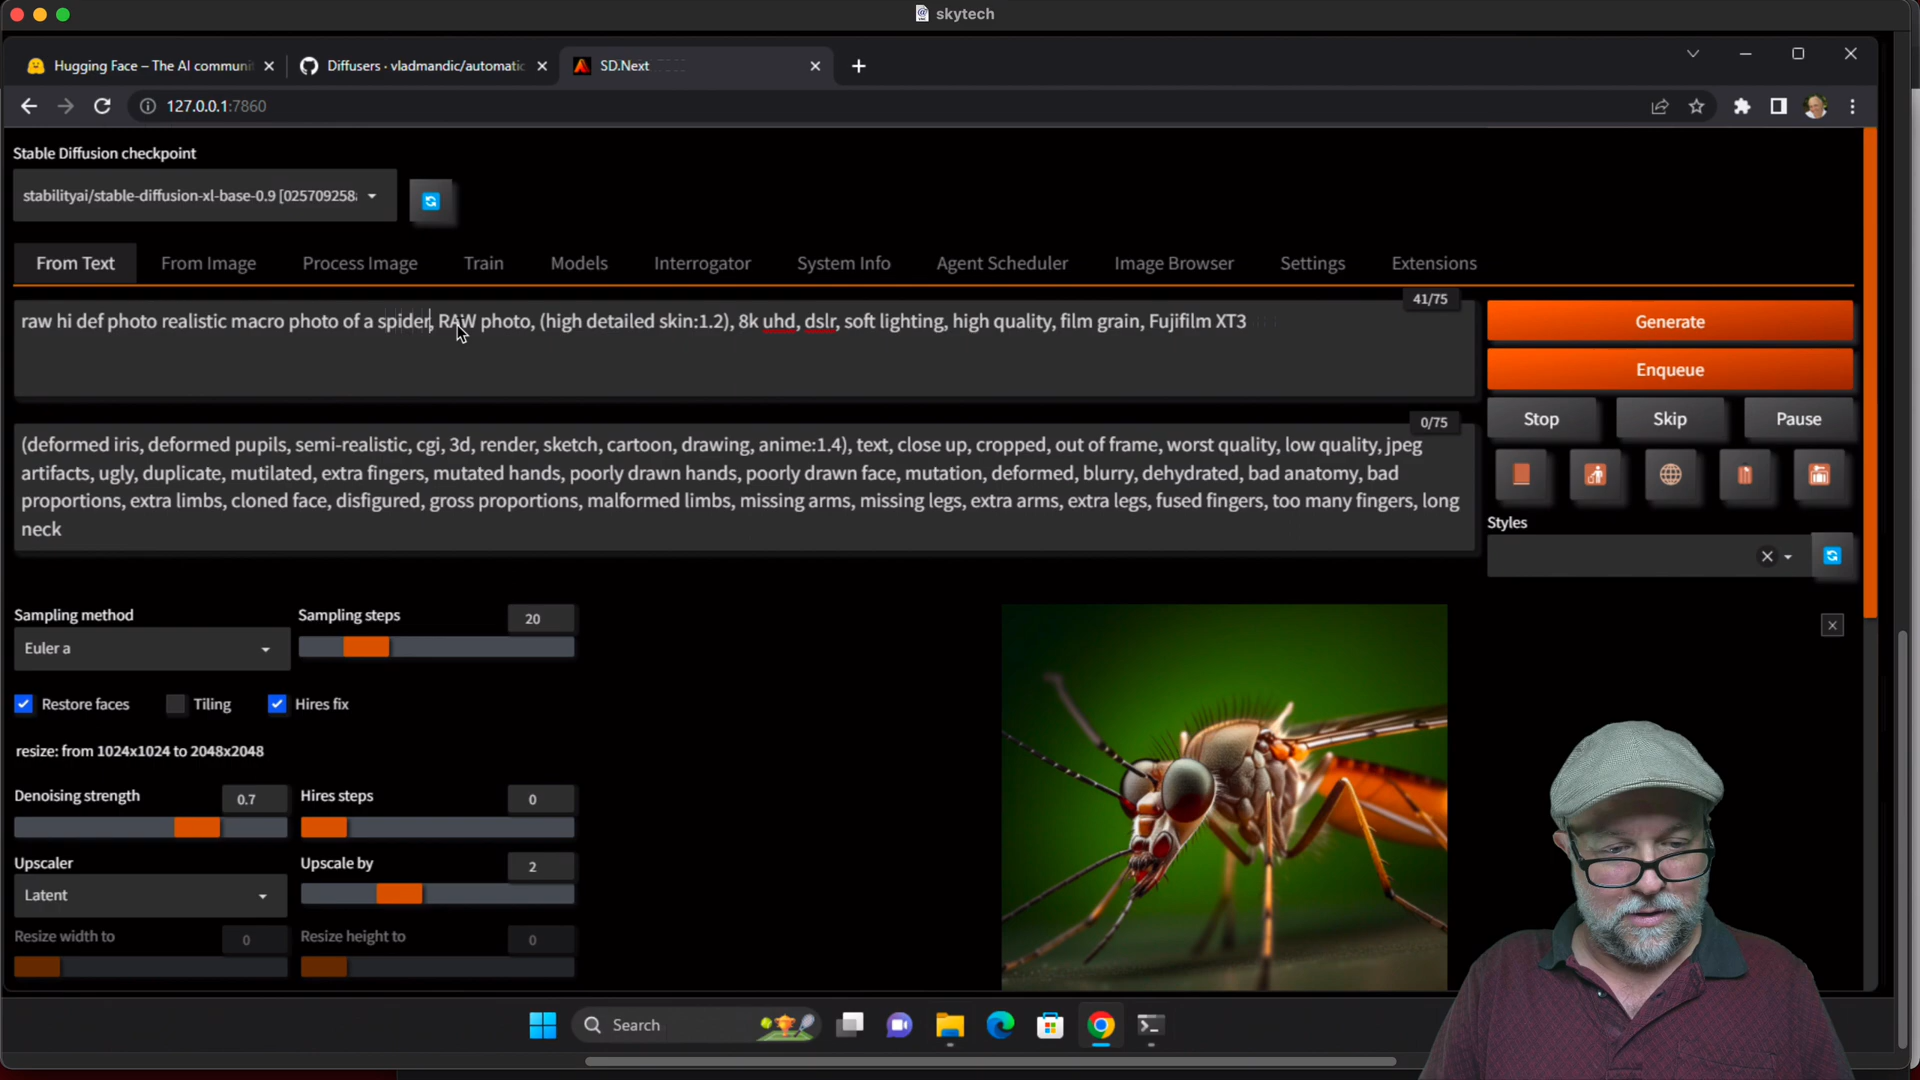 skytech
Hugging Face – The AI communi
Diffusers · vladmandic/automatic
SD.Next
127.0.0.1:7860
Stable Diffusion checkpoint
stabilityai/stable-diffusion-xl-base-0.9 [025709258
From Text From Image Process Image Train Models Interrogator System Info Agent Scheduler Image Browser Settings Extensions
41/75
raw hi def photo realistic macro photo of a spider, RAW photo, (high detailed skin:1.2), 8k uhd, dslr, soft lighting, high quality, film grain, Fujifilm XT3
Generate
Enqueue
0/75
Stop Skip Pause
(deformed iris, deformed pupils, semi-realistic, cgi, 3d, render, sketch, cartoon, drawing, anime:1.4), text, close up, cropped, out of frame, worst quality, low quality, jpeg
artifacts, ugly, duplicate, mutilated, extra fingers, mutated hands, poorly drawn hands, poorly drawn face, mutation, deformed, blurry, dehydrated, bad anatomy, bad
proportions, extra limbs, cloned face, disfigured, gross proportions, malformed limbs, missing arms, missing legs, extra arms, extra legs, fused fingers, too many fingers, long
neck
Styles
Sampling method
Euler a
Sampling steps 20
Restore faces Tiling Hires fix
resize: from 1024x1024 to 2048x2048
Denoising strength 0.7
Hires steps 0
Upscaler
Latent
Upscale by 2
Resize width to 0
Resize height to 0
Search